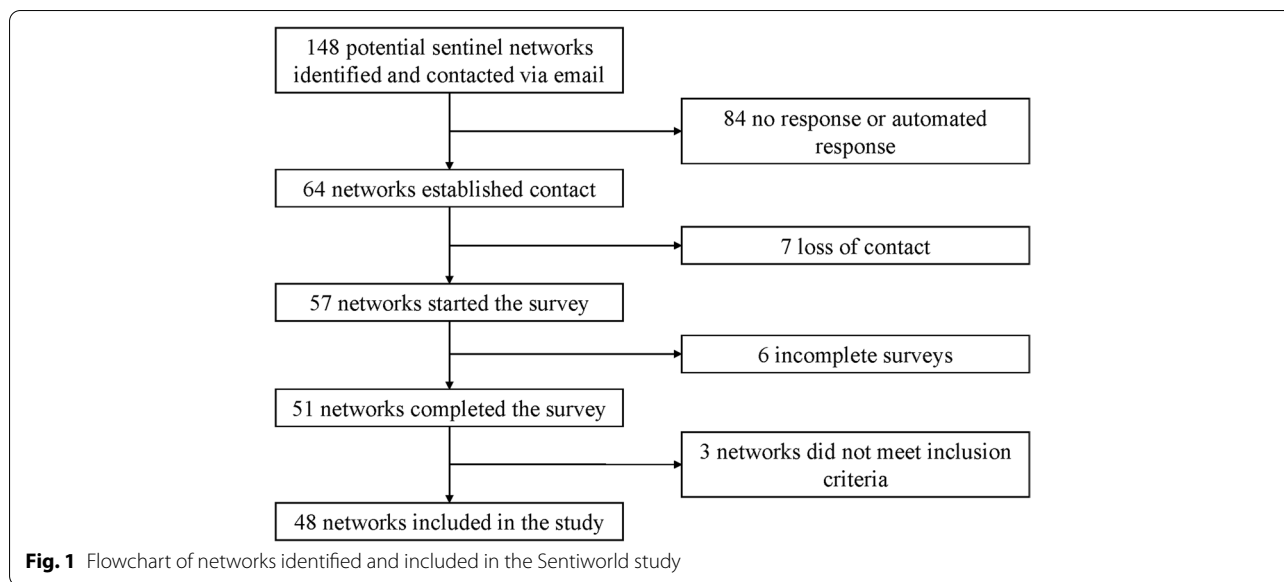 148 potential sentinel networks
identified and contacted via email
84 no response or automated
response
64 networks established contact
7 loss of contact
57 networks started the survey
6 incomplete surveys
51 networks completed the survey
3 networks did not meet inclusion
criteria
48 networks included in the study
Fig. 1 Flowchart of networks identified and included in the Sentiworld study